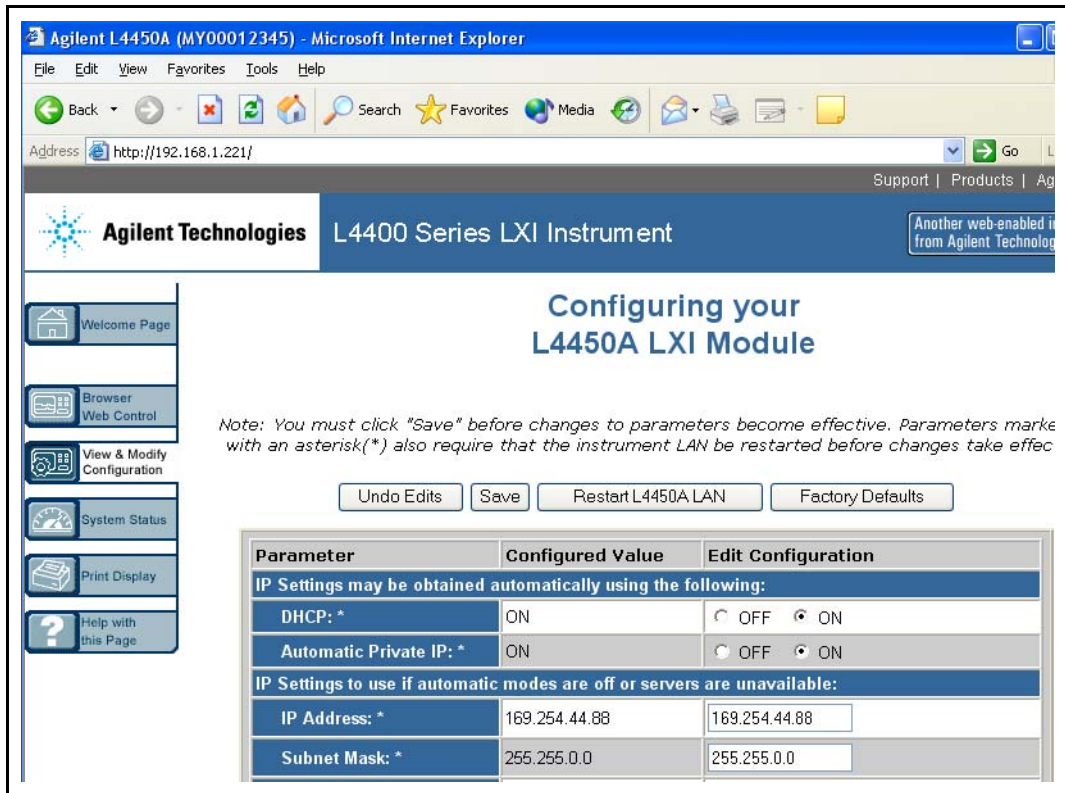 Agilent L4450A (MY00012345) - Microsoft Internet Explorer
File Edit View Favorites Tools Help
Back Search Favorites Media
Address http://192.168.1.221/ Go L
Support | Products | Ag
Agilent Technologies L4400 Series LXI Instrument
Another web-enabled i
from Agilent Technolog
Configuring your
L4450A LXI Module
Welcome Page
Browser
Web Control
View & Modify
Configuration
System Status
Print Display
Help with
this Page
Note: You must click "Save" before changes to parameters become effective. Parameters marke
with an asterisk(*) also require that the instrument LAN be restarted before changes take effec
Undo Edits Save Restart L4450A LAN Factory Defaults
Parameter Configured Value Edit Configuration
IP Settings may be obtained automatically using the following:
DHCP: * ON OFF ON
Automatic Private IP: * ON OFF ON
IP Settings to use if automatic modes are off or servers are unavailable:
IP Address: * 169.254.44.88 169.254.44.88
Subnet Mask: * 255.255.0.0 255.255.0.0